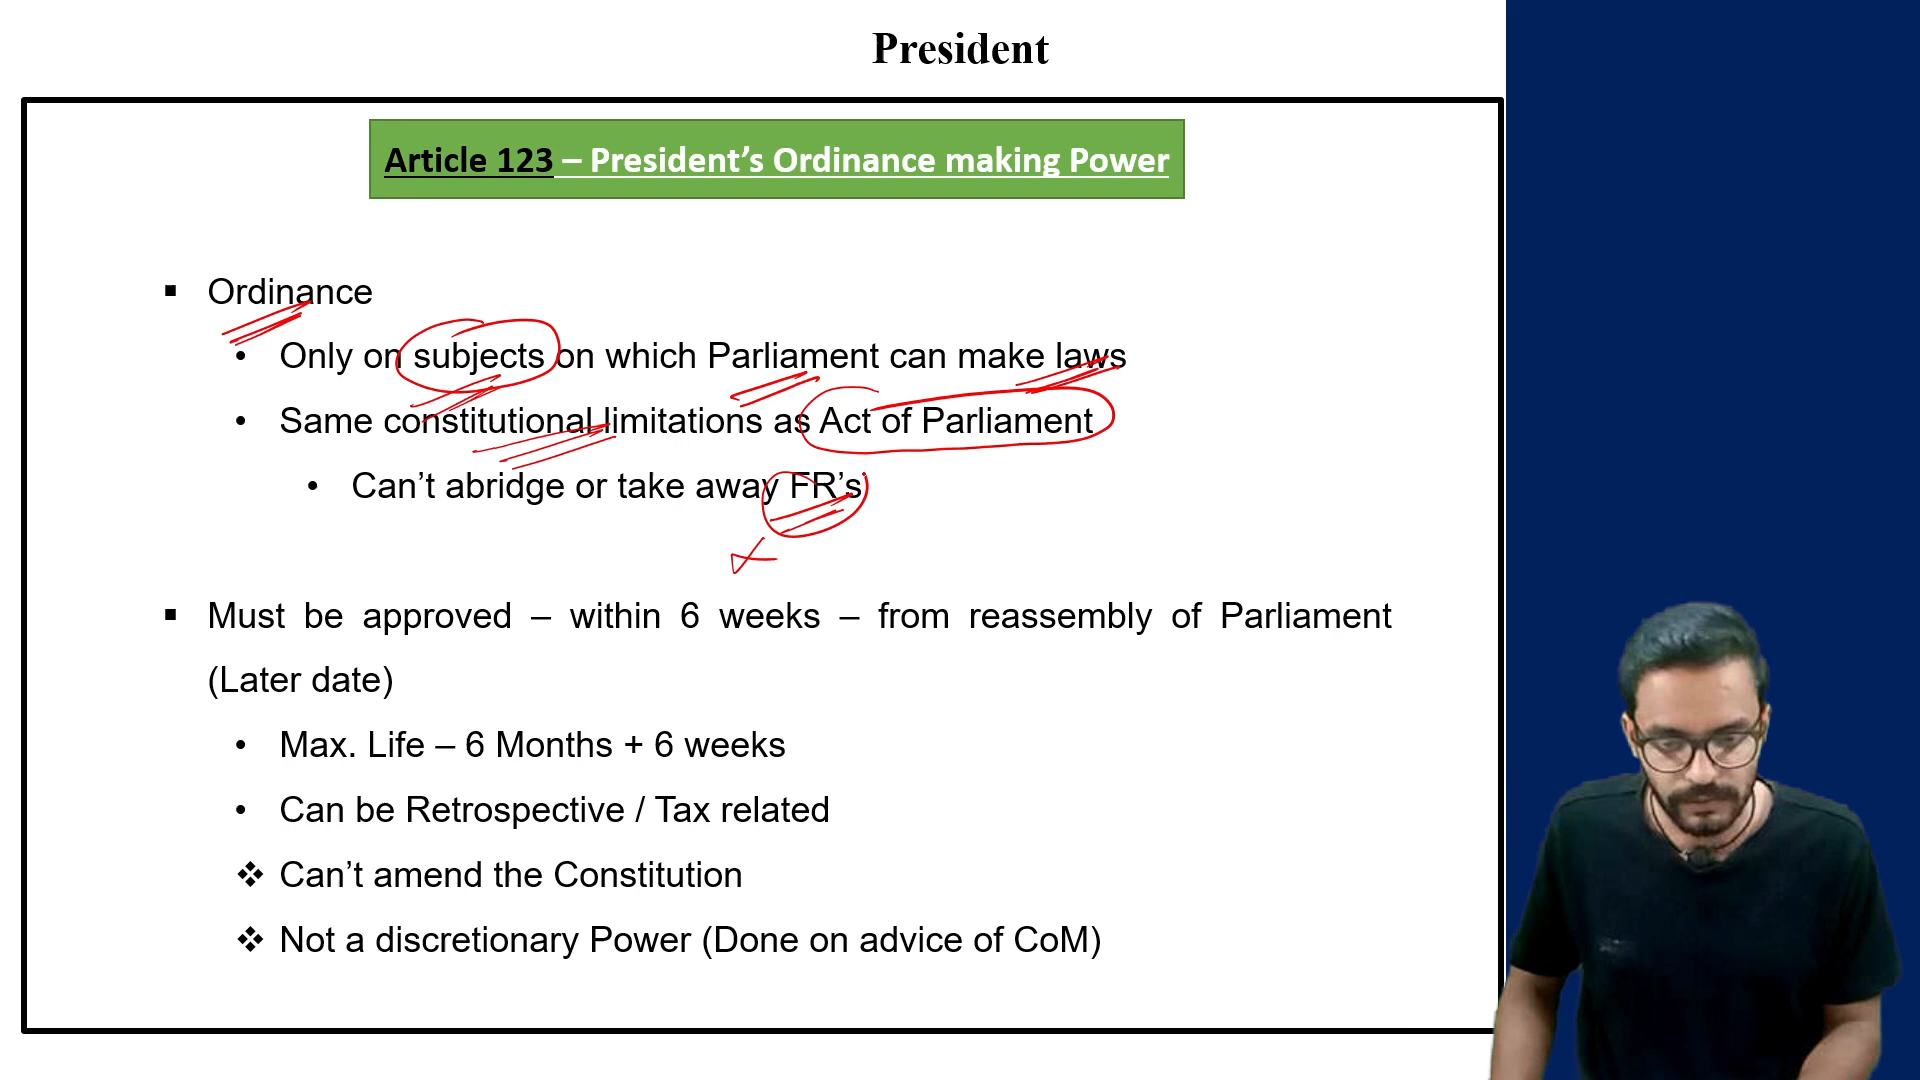 President
Article 123 – President’s Ordinance making Power
▪ Ordinance
• Only on subjects on which Parliament can make laws
• Same constitutional limitations as Act of Parliament
• Can’t abridge or take away FR’s
▪ Must be approved – within 6 weeks – from reassembly of Parliament
(Later date)
• Max. Life – 6 Months + 6 weeks
• Can be Retrospective / Tax related
❖ Can’t amend the Constitution
❖ Not a discretionary Power (Done on advice of CoM)